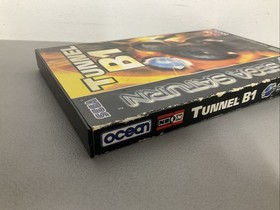 TUNNEL
B1
SEGA SATURN
SEGA
ocean
TUNNEL B1